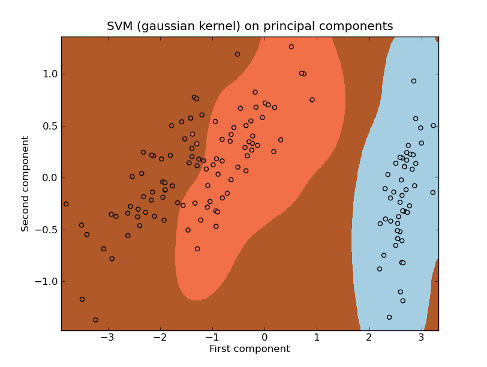 SVM (gaussian kernel) on principal components
Second component
1.0
0.5
0.0
−0.5
−1.0
−3 −2 −1 0 1 2 3
First component